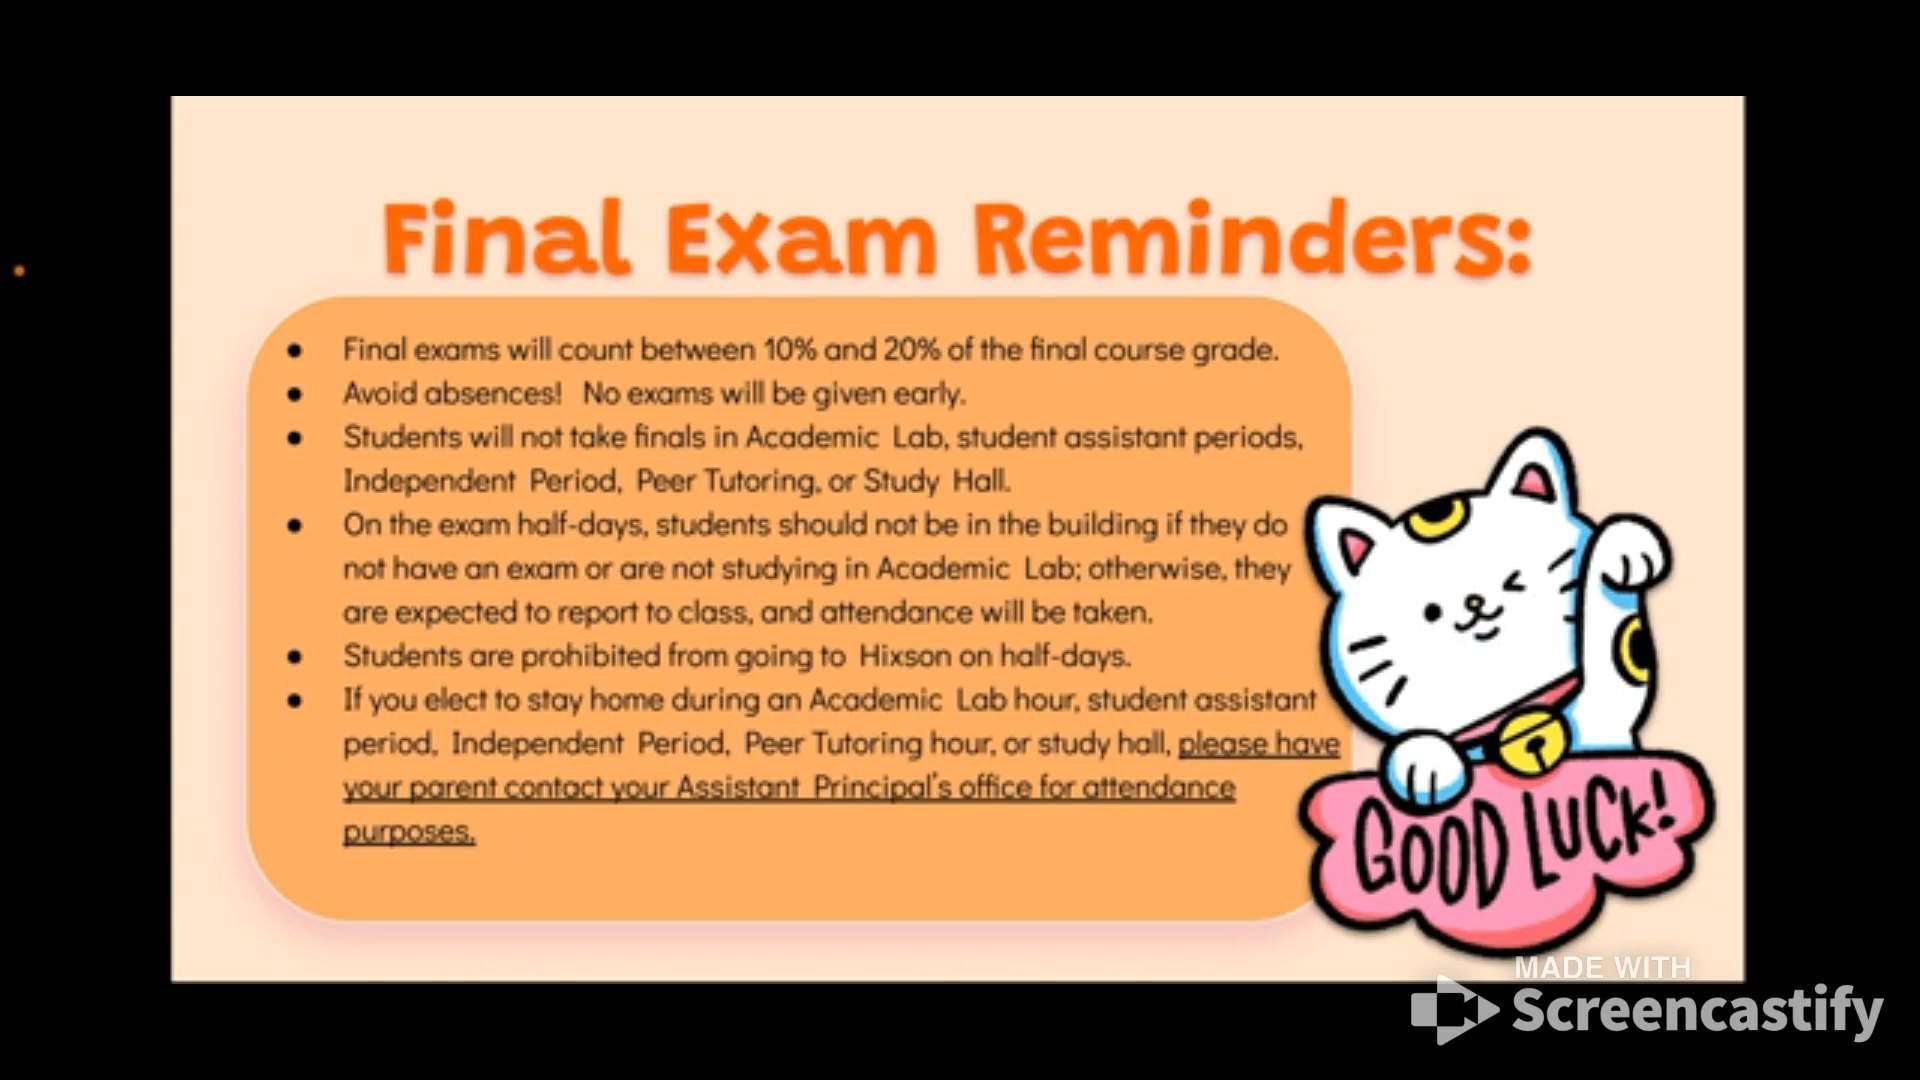 Final Exam Reminders:
● Final exams will count between 10% and 20% of the final course grade.
● Avoid absences! No exams will be given early.
● Students will not take finals in Academic Lab, student assistant periods,
Independent Period, Peer Tutoring, or Study Hall.
● On the exam half-days, students should not be in the building if they do
not have an exam or are not studying in Academic Lab; otherwise, they
are expected to report to class, and attendance will be taken.
● Students are prohibited from going to Hixson on half-days.
● If you elect to stay home during an Academic Lab hour, student assistant
period, Independent Period, Peer Tutoring hour, or study hall, please have
your parent contact your Assistant Principal's office for attendance
purposes.
GOOD LUCK!
MADE WITH
Screencastify